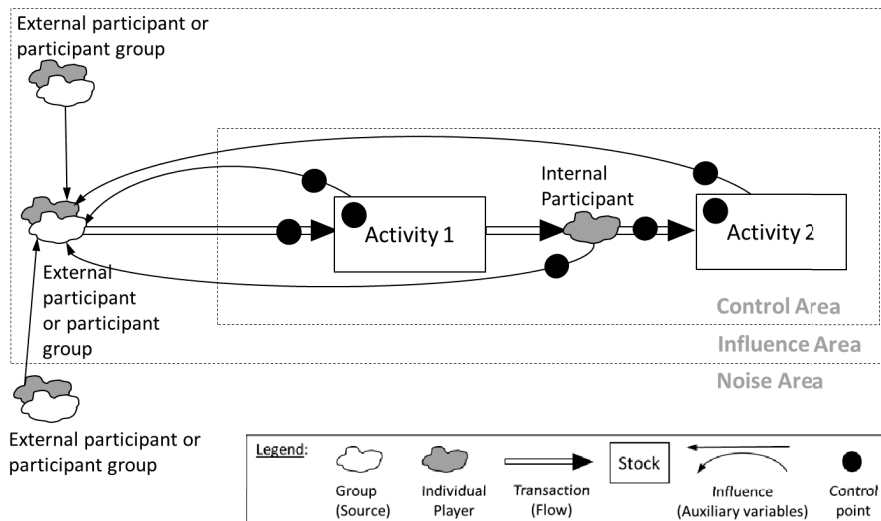 External participant or
participant group
Internal
Participant
Activity 1
Activity 2
External
participant
or participant
group
Control Area
Influence Area
Noise Area
External participant or
participant group
Legend:
Group
(Source)
Individual
Player
Transaction
(Flow)
Stock
Influence
(Auxiliary variables)
Control
point